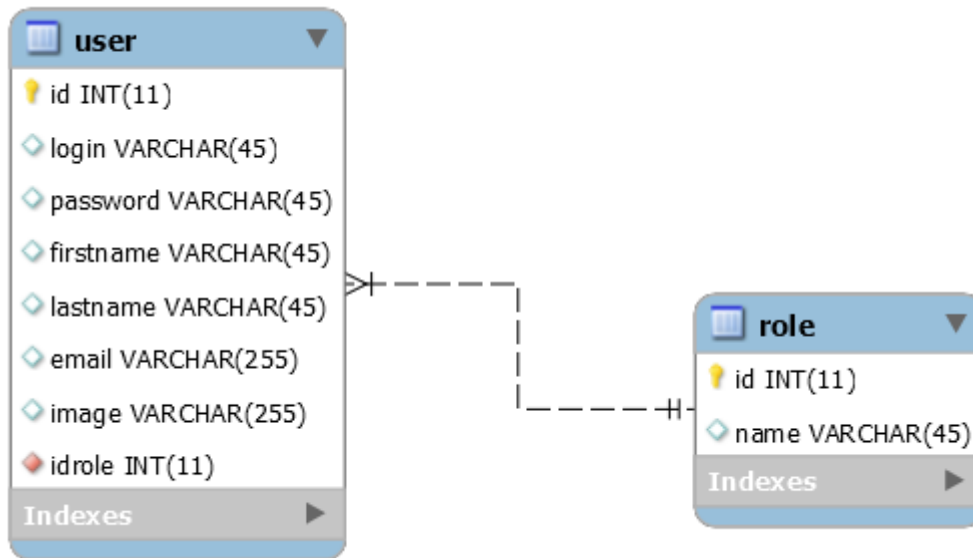 user
id INT(11)
login VARCHAR(45)
password VARCHAR(45)
firstname VARCHAR(45)
lastname VARCHAR(45)
email VARCHAR(255)
image VARCHAR(255)
idrole INT(11)
Indexes
role
id INT(11)
name VARCHAR(45)
Indexes